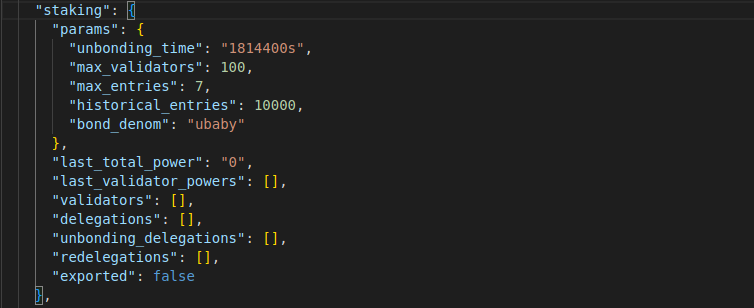 "staking": {
"params": {
"unbonding_time": "1814400s",
"max_validators": 100,
"max_entries": 7,
"historical_entries": 10000,
"bond_denom": "ubaby"
},
"last_total_power": "0",
"last_validator_powers": [],
"validators": [],
"delegations": [],
"unbonding_delegations": [],
"redelegations": [],
"exported": false
},